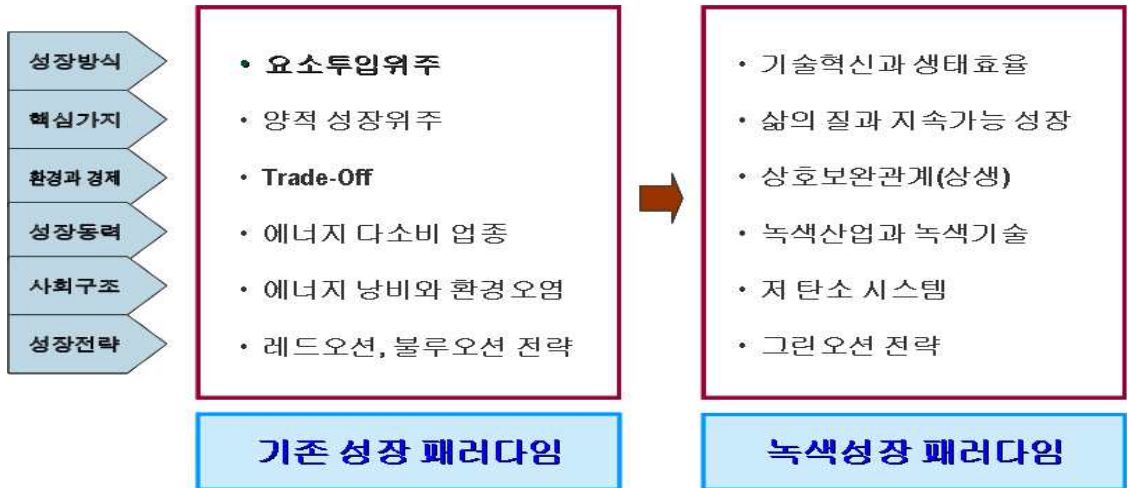 성장방식
• 요소투입위주
• 기술혁신과 생태효율
핵심가지
• 양적 성장위주
• 삶의 질과 지속가능 성장
환경과 경제
• Trade-Off
• 상호보완관계(상생)
성장동력
• 에너지 다소비 업종
• 녹색산업과 녹색기술
사회구조
• 에너지 낭비와 환경오염
• 저 탄소 시스템
성장전략
• 레드오션, 불루오션 전략
• 그린오션 전략
기존 성장 패러다임
녹색성장 패러다임